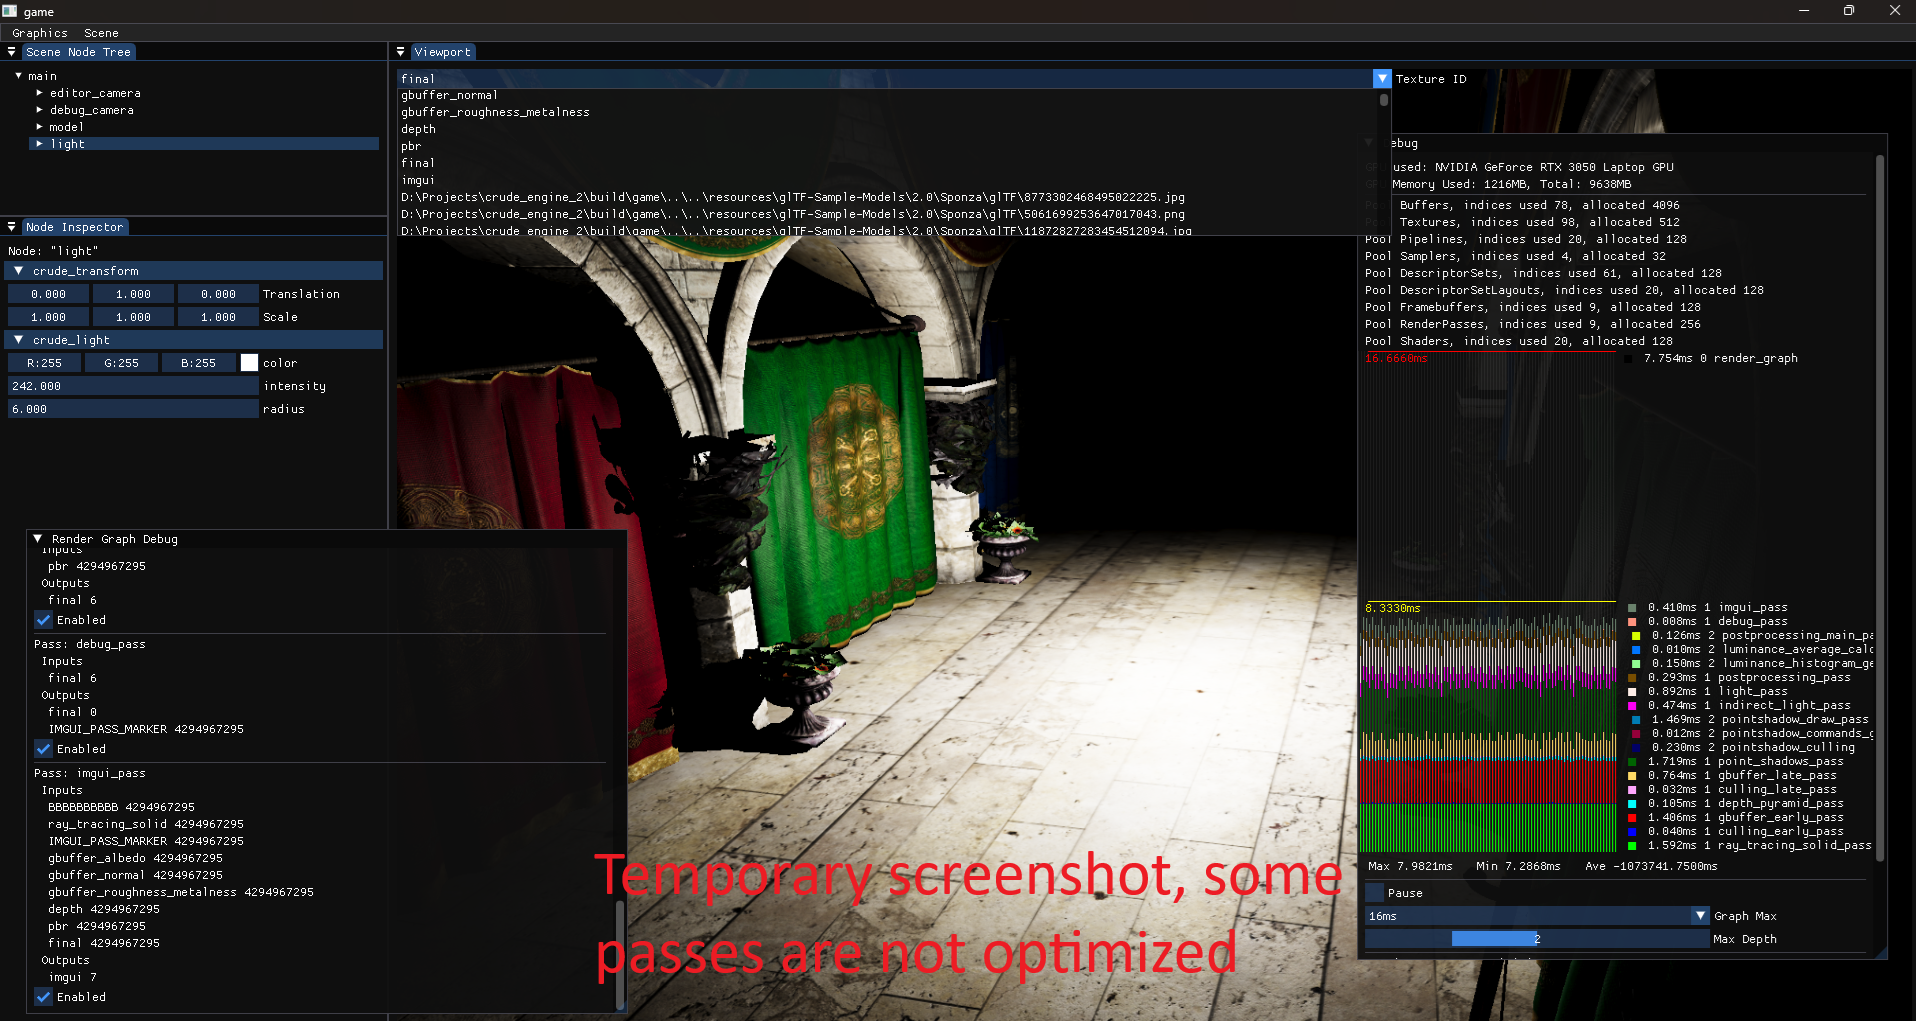 game
Graphics Scene
Scene Node Tree
main
editor_camera
debug_camera
model
light
Node Inspector
Node: "light"
crude_transform
0.000 1.000 0.000 Translation
1.000 1.000 1.000 Scale
crude_light
R:255 G:255 B:255 color
242.000 intensity
6.000 radius
Viewport
final Texture ID
gbuffer_normal
gbuffer_roughness_metalness
depth
pbr
final
imgui
D:\Projects\crude_engine_2\build\game\..\..\resources\glTF-Sample-Models\2.0\Sponza\glTF\8773302468495022225.jpg
D:\Projects\crude_engine_2\build\game\..\..\resources\glTF-Sample-Models\2.0\Sponza\glTF\5061699253647017043.png
D:\Projects\crude_engine_2\build\game\..\..\resources\glTF-Sample-Models\2.0\Sponza\glTF\11872827283454512094.jpg
Render Graph Debug
Inputs
pbr 4294967295
Outputs
final 6
Enabled
Pass: debug_pass
Inputs
final 6
Outputs
final 0
IMGUI_PASS_MARKER 4294967295
Enabled
Pass: imgui_pass
Inputs
BBBBBBBBBB 4294967295
ray_tracing_solid 4294967295
IMGUI_PASS_MARKER 4294967295
gbuffer_albedo 4294967295
gbuffer_normal 4294967295
gbuffer_roughness_metalness 4294967295
depth 4294967295
pbr 4294967295
final 4294967295
Outputs
imgui 7
Enabled
ebug
used: NVIDIA GeForce RTX 3050 Laptop GPU
Memory Used: 1216MB, Total: 9638MB
Buffers, indices used 78, allocated 4096
Textures, indices used 98, allocated 512
Pool Pipelines, indices used 20, allocated 128
Pool Samplers, indices used 4, allocated 32
Pool DescriptorSets, indices used 61, allocated 128
Pool DescriptorSetLayouts, indices used 20, allocated 128
Pool Framebuffers, indices used 9, allocated 128
Pool RenderPasses, indices used 9, allocated 256
Pool Shaders, indices used 20, allocated 128
16.6660ms 7.754ms 0 render_graph
8.3330ms 0.410ms 1 imgui_pass
0.008ms 1 debug_pass
0.126ms 2 postprocessing_main_pa
0.010ms 2 luminance_average_calc
0.150ms 2 luminance_histogram_ge
0.293ms 1 postprocessing_pass
0.892ms 1 light_pass
0.474ms 1 indirect_light_pass
1.469ms 2 pointshadow_draw_pass
0.012ms 2 pointshadow_commands_g
0.230ms 2 pointshadow_culling
1.719ms 1 point_shadows_pass
0.764ms 1 gbuffer_late_pass
0.032ms 1 culling_late_pass
0.105ms 1 depth_pyramid_pass
1.406ms 1 gbuffer_early_pass
0.040ms 1 culling_early_pass
1.592ms 1 ray_tracing_solid_pass
Max 7.9821ms Min 7.2868ms Ave -1073741.7500ms
Pause
16ms Graph Max
2 Max Depth
Temporary screenshot, some
passes are not optimized